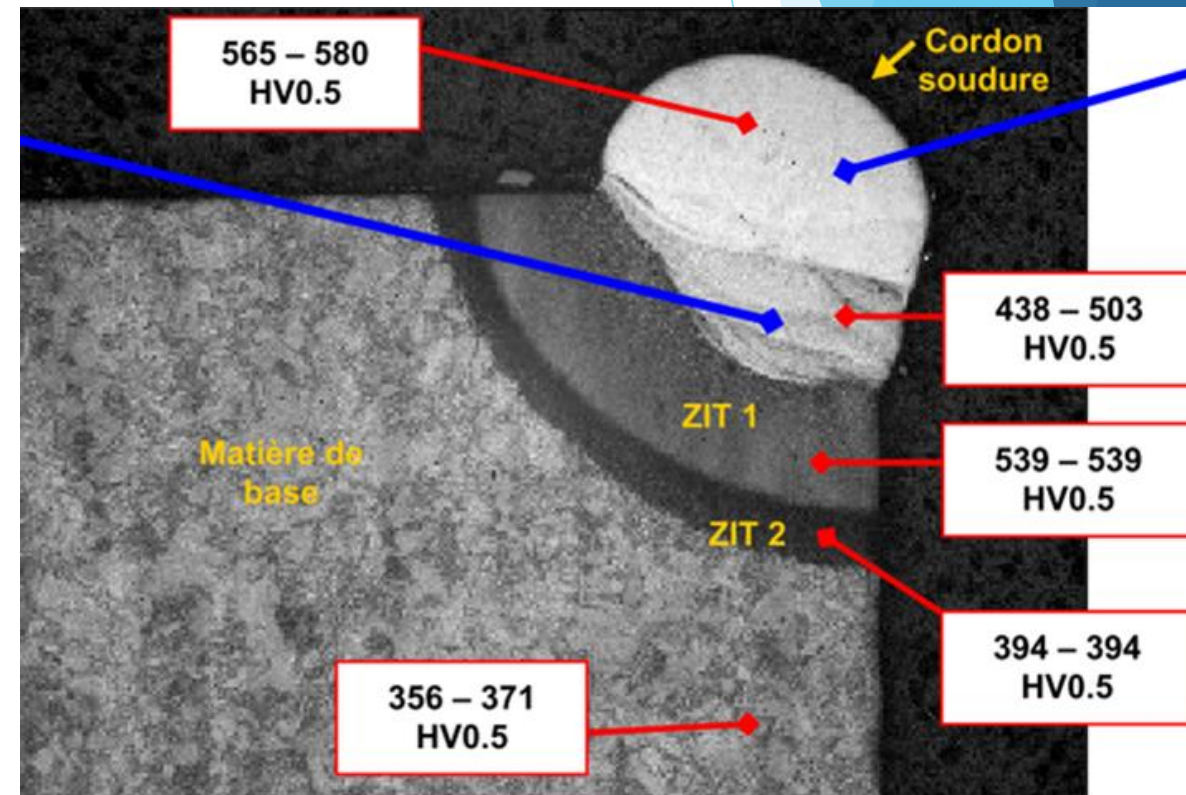 565 – 580
HV0.5
Cordon
soudure
438 – 503
HV0.5
ZIT 1
539 – 539
HV0.5
Matière de
base
ZIT 2
394 – 394
HV0.5
356 – 371
HV0.5